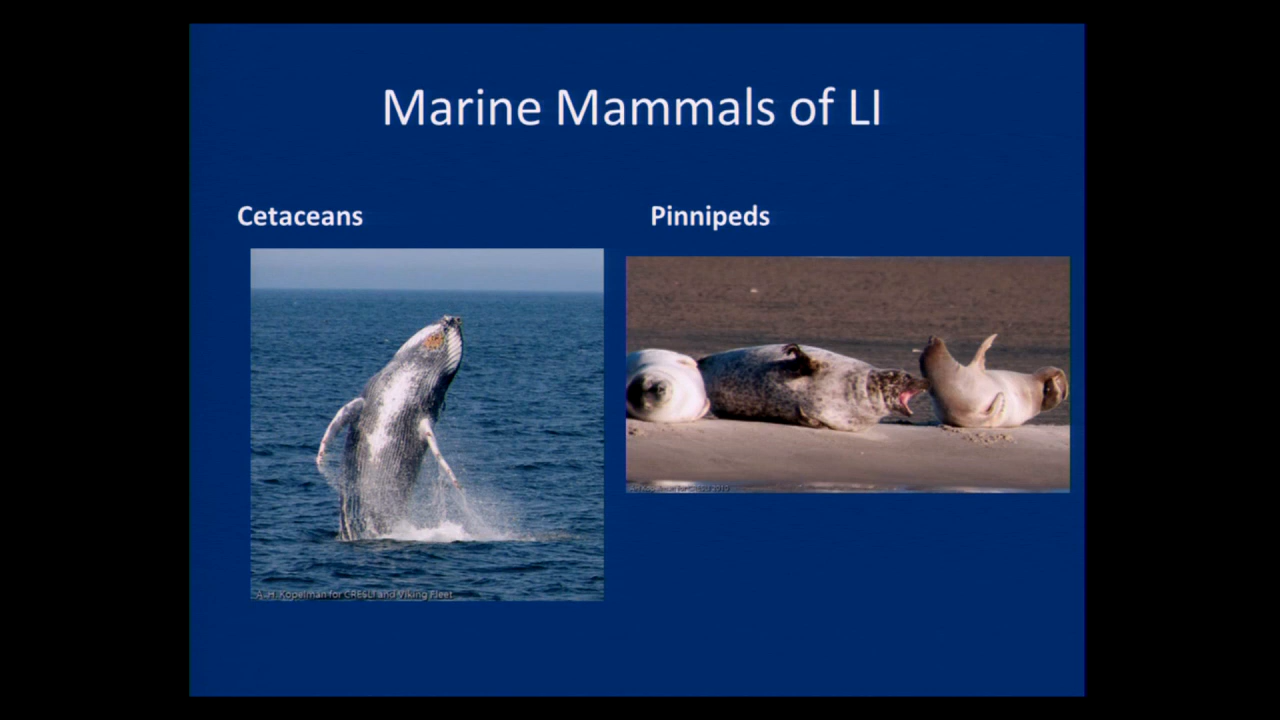 Marine Mammals of LI
Cetaceans
Pinnipeds
A. H. Kopelman for CRESLI and Viking Fleet